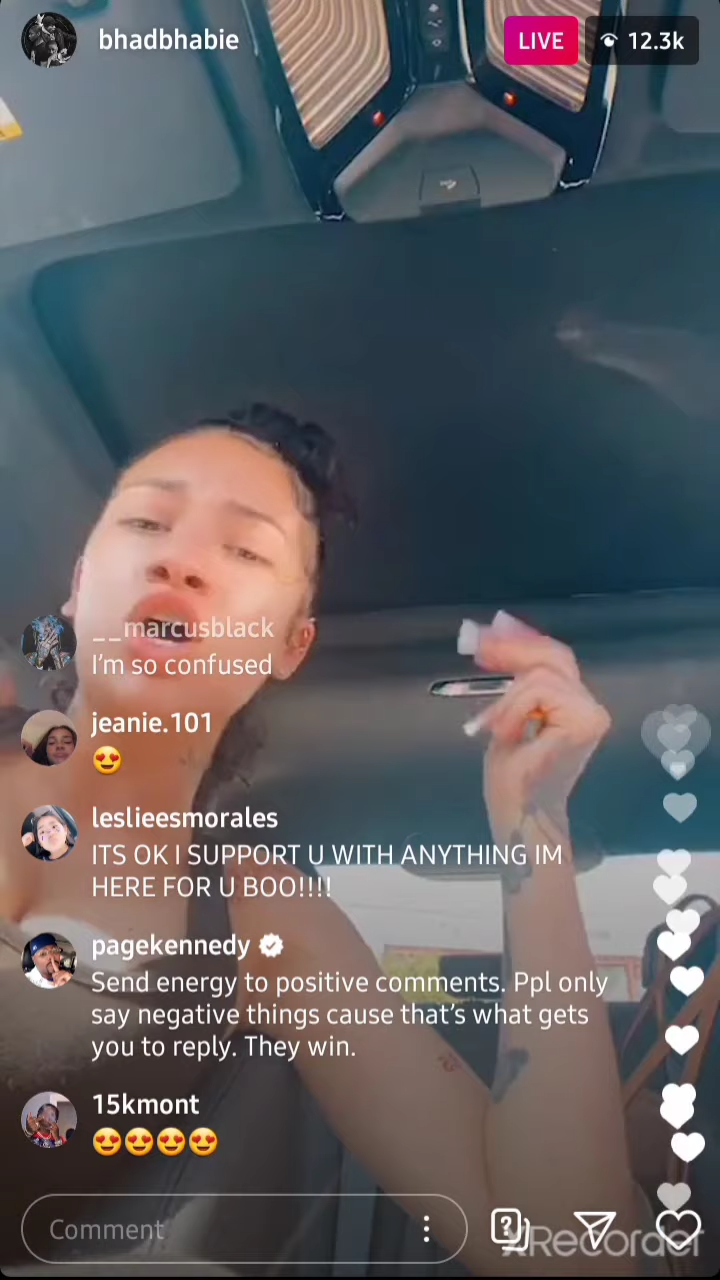 bhadbhabie
LIVE
12.3k
__marcusblack
I'm so confused
jeanie.101
😍
leslieesmorales
ITS OK I SUPPORT U WITH ANYTHING IM
HERE FOR U BOO!!!!
pagekennedy
Send energy to positive comments. Ppl only
say negative things cause that's what gets
you to reply. They win.
15kmont
😍😍😍😍
Comment
XRecorder